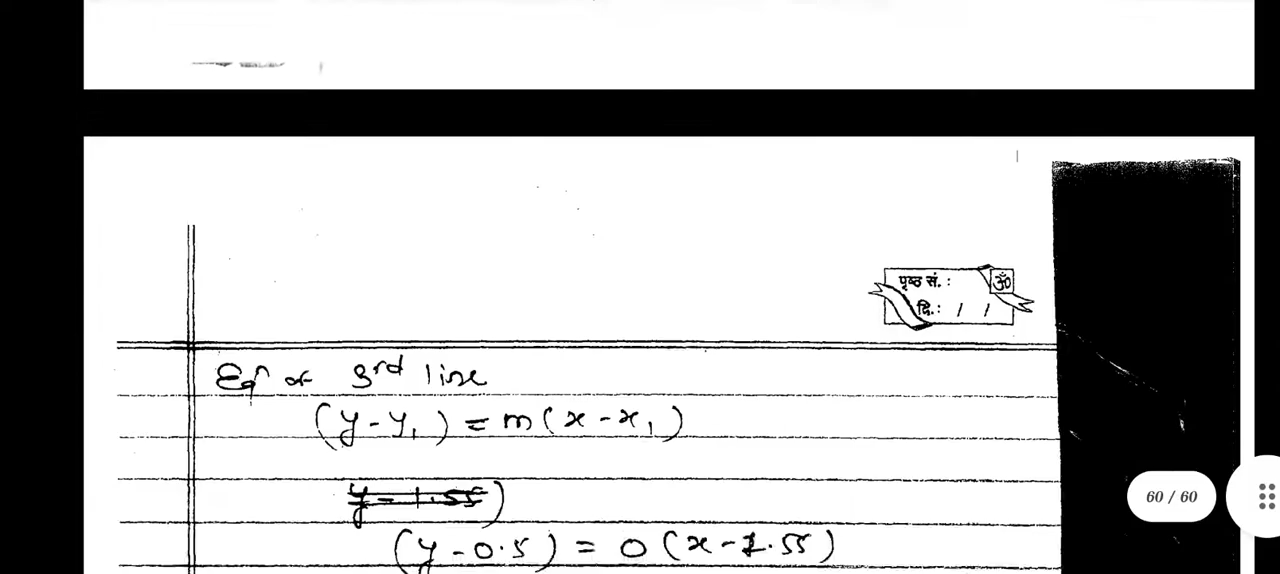 पृष्ठ सं. :
ॐ
दि.: / /
Eqn of 3rd line
(y - y₁) = m(x - x₁)
y - 1.55)
(y - 0.5) = 0 (x - 1.55)
60 / 60